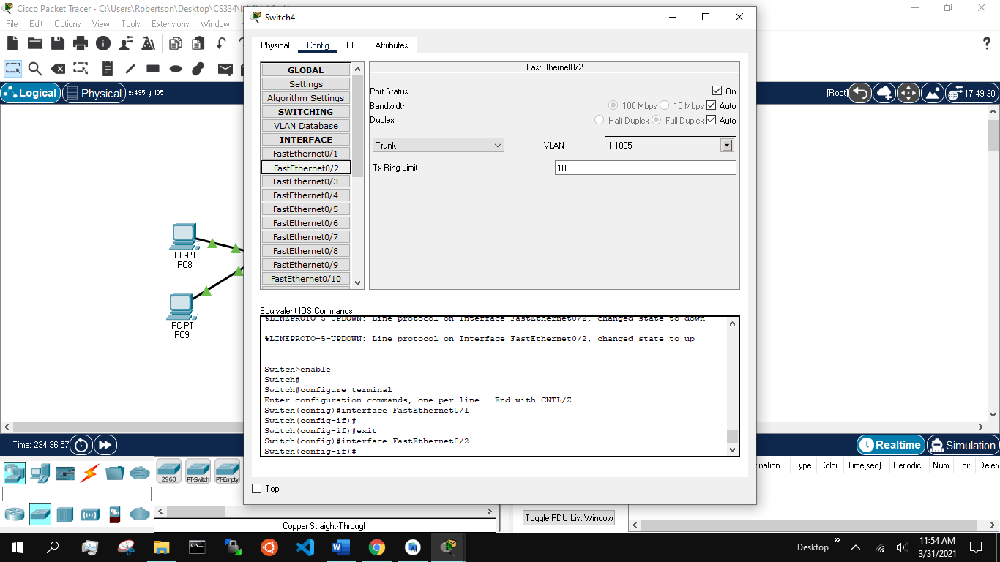 Cisco Packet Tracer - C:\Users\Robertson\Desktop\CS334\
File Edit Options View Tools Extensions Window
Logical Physical x: 495, y: 105
[Root] 17:49:30
PC-PT
PC8
PC-PT
PC9
Switch4
Physical Config CLI Attributes
GLOBAL
Settings
Algorithm Settings
SWITCHING
VLAN Database
INTERFACE
FastEthernet0/1
FastEthernet0/2
FastEthernet0/3
FastEthernet0/4
FastEthernet0/5
FastEthernet0/6
FastEthernet0/7
FastEthernet0/8
FastEthernet0/9
FastEthernet0/10
FastEthernet0/2
Port Status On
Bandwidth 100 Mbps 10 Mbps Auto
Duplex Half Duplex Full Duplex Auto
Trunk VLAN 1-1005
Tx Ring Limit 10
Equivalent IOS Commands
%LINEPROTO-5-UPDOWN: Line protocol on Interface FastEthernet0/2, changed state to down
%LINEPROTO-5-UPDOWN: Line protocol on Interface FastEthernet0/2, changed state to up
Switch>enable
Switch#
Switch#configure terminal
Enter configuration commands, one per line. End with CNTL/Z.
Switch(config)#interface FastEthernet0/1
Switch(config-if)#
Switch(config-if)#exit
Switch(config)#interface FastEthernet0/2
Switch(config-if)#
Top
Time: 234:36:57
Realtime Simulation
2960 PT-Switch PT-Empty
Copper Straight-Through
Type Color Time(sec) Periodic Num Edit
Toggle PDU List Window
Desktop
11:54 AM
3/31/2021